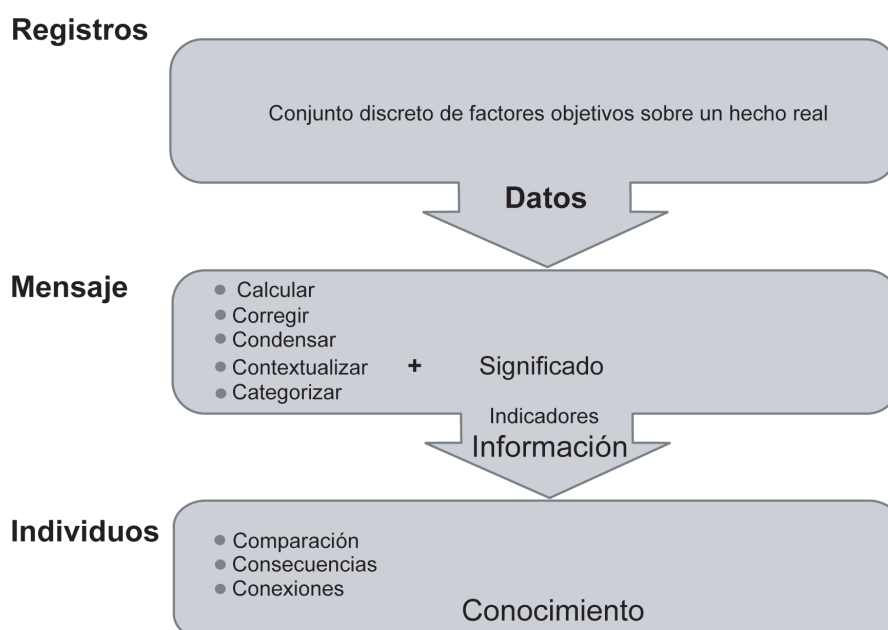 Registros
Conjunto discreto de factores objetivos sobre un hecho real
Datos
Mensaje
Calcular
Corregir
Condensar
Contextualizar + Significado
Categorizar
Indicadores
Información
Individuos
Comparación
Consecuencias
Conexiones
Conocimiento